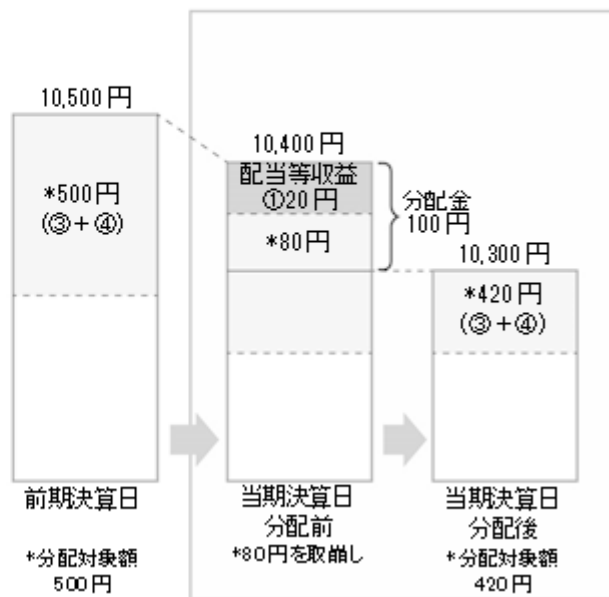 10,500円
*500円
(③+④)
10,400円
配当等収益
①20円
*80円
分配金
100円
10,300円
*420円
(③+④)
前期決算日
*分配対象額
500円
当期決算日
分配前
*80円を取崩し
当期決算日
分配後
*分配対象額
420円